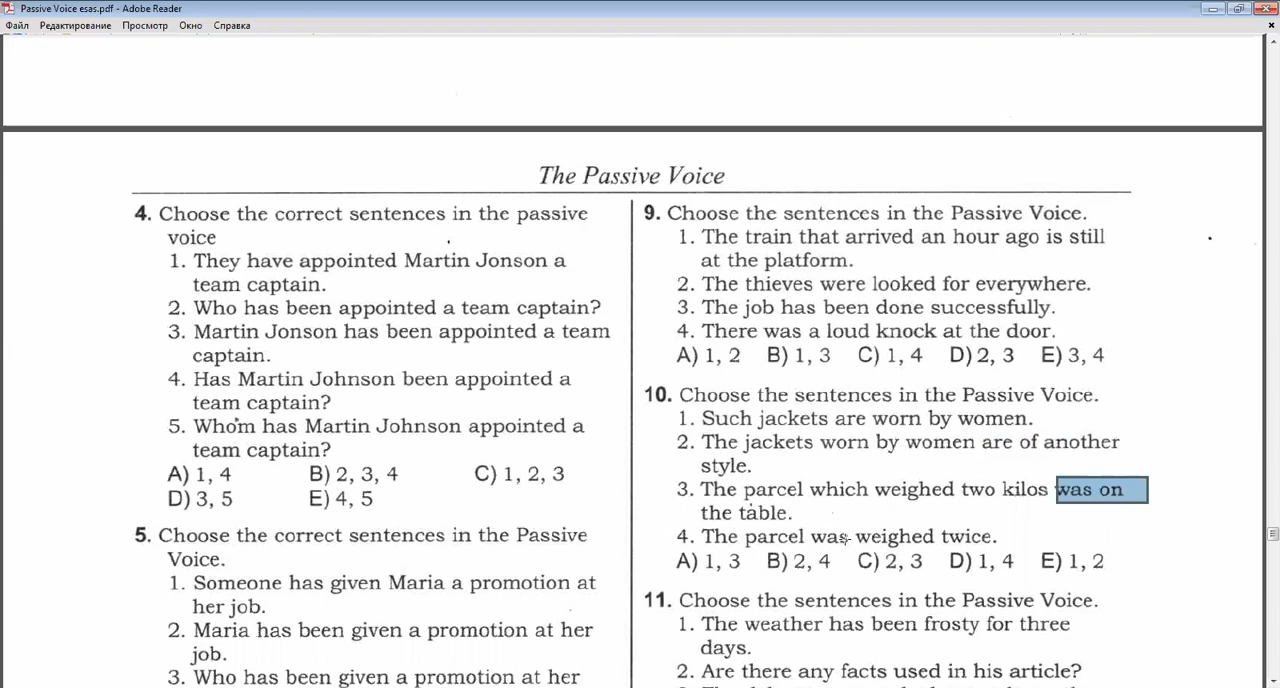 Passive Voice esas.pdf - Adobe Reader
Файл Редактирование Просмотр Окно Справка
The Passive Voice
4. Choose the correct sentences in the passive
voice
1. They have appointed Martin Jonson a
team captain.
2. Who has been appointed a team captain?
3. Martin Jonson has been appointed a team
captain.
4. Has Martin Johnson been appointed a
team captain?
5. Whom has Martin Johnson appointed a
team captain?
A) 1, 4 B) 2, 3, 4 C) 1, 2, 3
D) 3, 5 E) 4, 5
5. Choose the correct sentences in the Passive
Voice.
1. Someone has given Maria a promotion at
her job.
2. Maria has been given a promotion at her
job.
3. Who has been given a promotion at her
9. Choose the sentences in the Passive Voice.
1. The train that arrived an hour ago is still
at the platform.
2. The thieves were looked for everywhere.
3. The job has been done successfully.
4. There was a loud knock at the door.
A) 1, 2 B) 1, 3 C) 1, 4 D) 2, 3 E) 3, 4
10. Choose the sentences in the Passive Voice.
1. Such jackets are worn by women.
2. The jackets worn by women are of another
style.
3. The parcel which weighed two kilos was on
the table.
4. The parcel was weighed twice.
A) 1, 3 B) 2, 4 C) 2, 3 D) 1, 4 E) 1, 2
11. Choose the sentences in the Passive Voice.
1. The weather has been frosty for three
days.
2. Are there any facts used in his article?